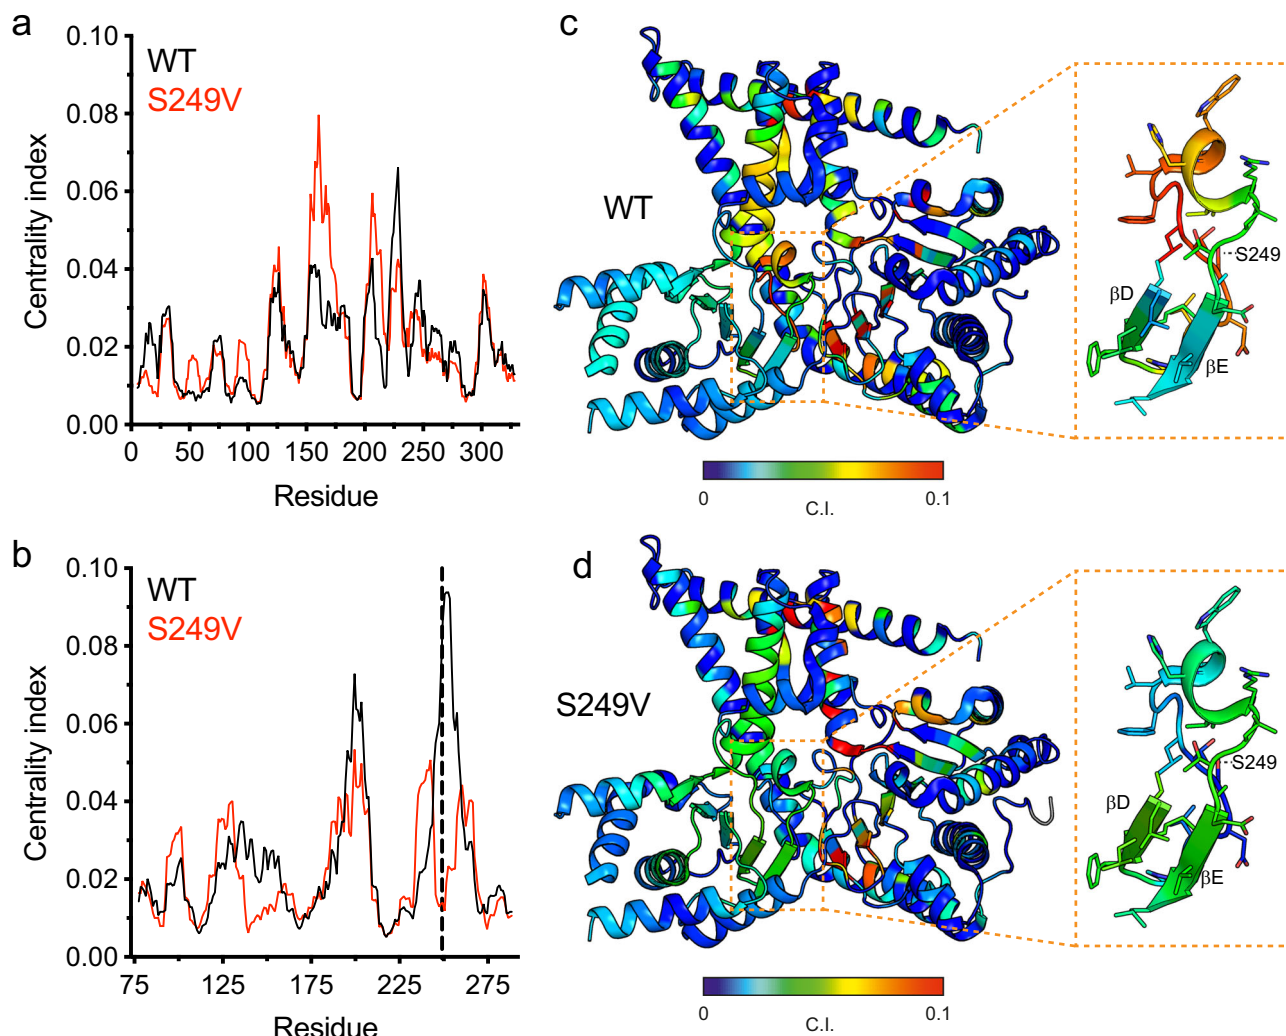 a
0.10
WT
S249V
0.08
0.06
0.04
0.02
0.00
Centrality index
0 50 100 150 200 250 300
Residue
b
0.10
WT
S249V
0.08
0.06
0.04
0.02
0.00
Centrality index
75 125 175 225 275
Residue
c
WT
S249
βD
βE
0 0.1
C.I.
d
S249V
S249
βD
βE
0 0.1
C.I.